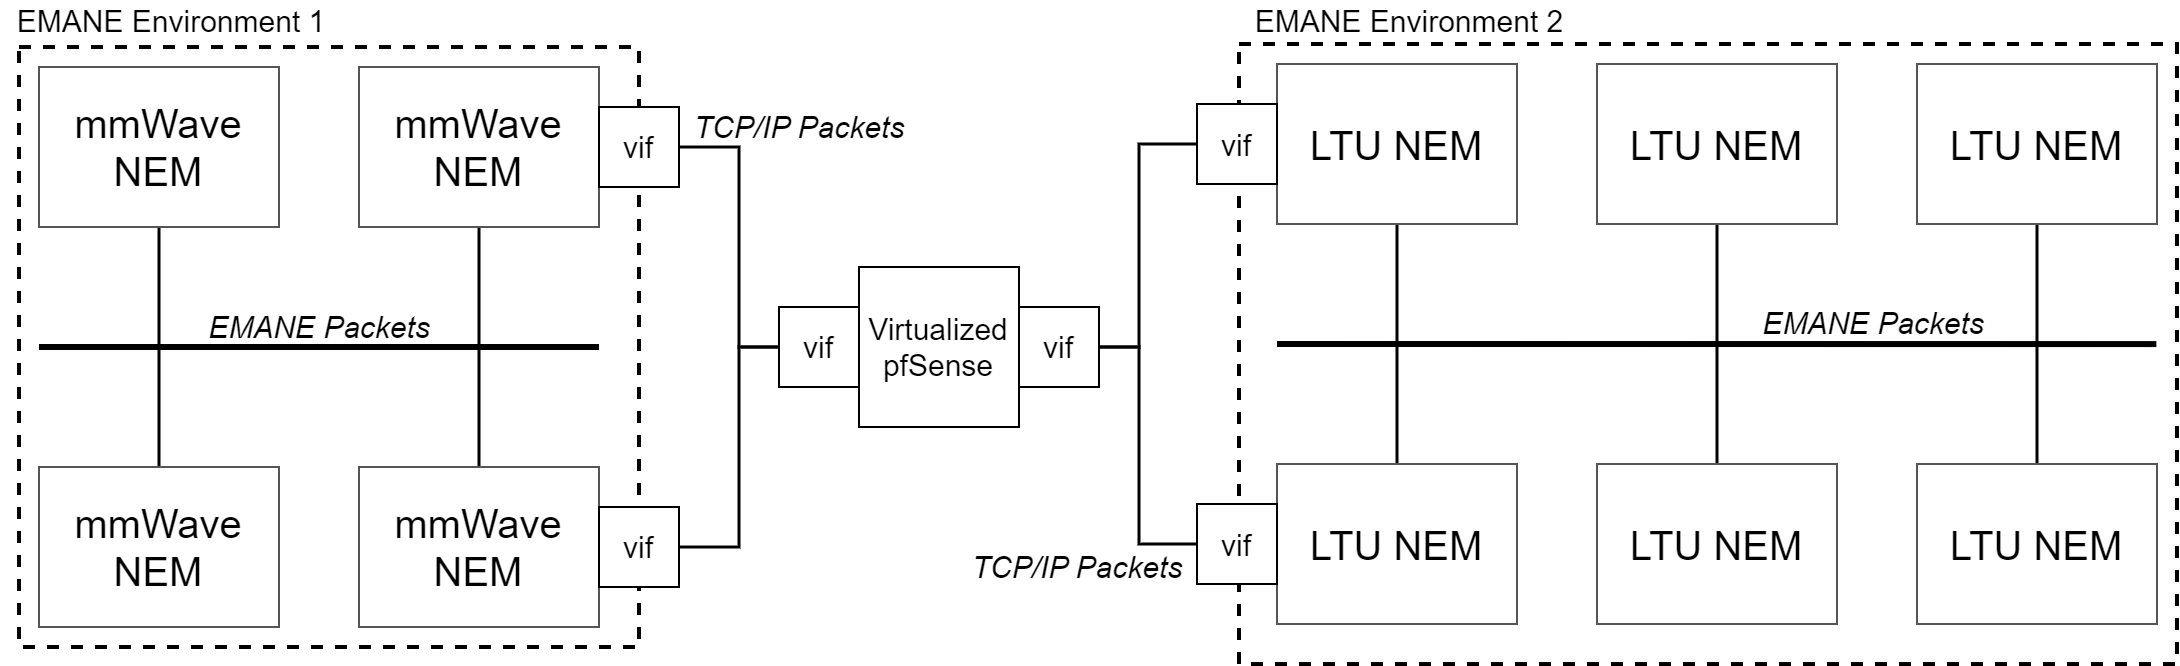 EMANE Environment 1
mmWave
NEM
mmWave
NEM
vif
TCP/IP Packets
EMANE Packets
mmWave
NEM
mmWave
NEM
vif
vif
Virtualized
pfSense
vif
EMANE Environment 2
vif
LTU NEM
LTU NEM
LTU NEM
EMANE Packets
TCP/IP Packets
vif
LTU NEM
LTU NEM
LTU NEM